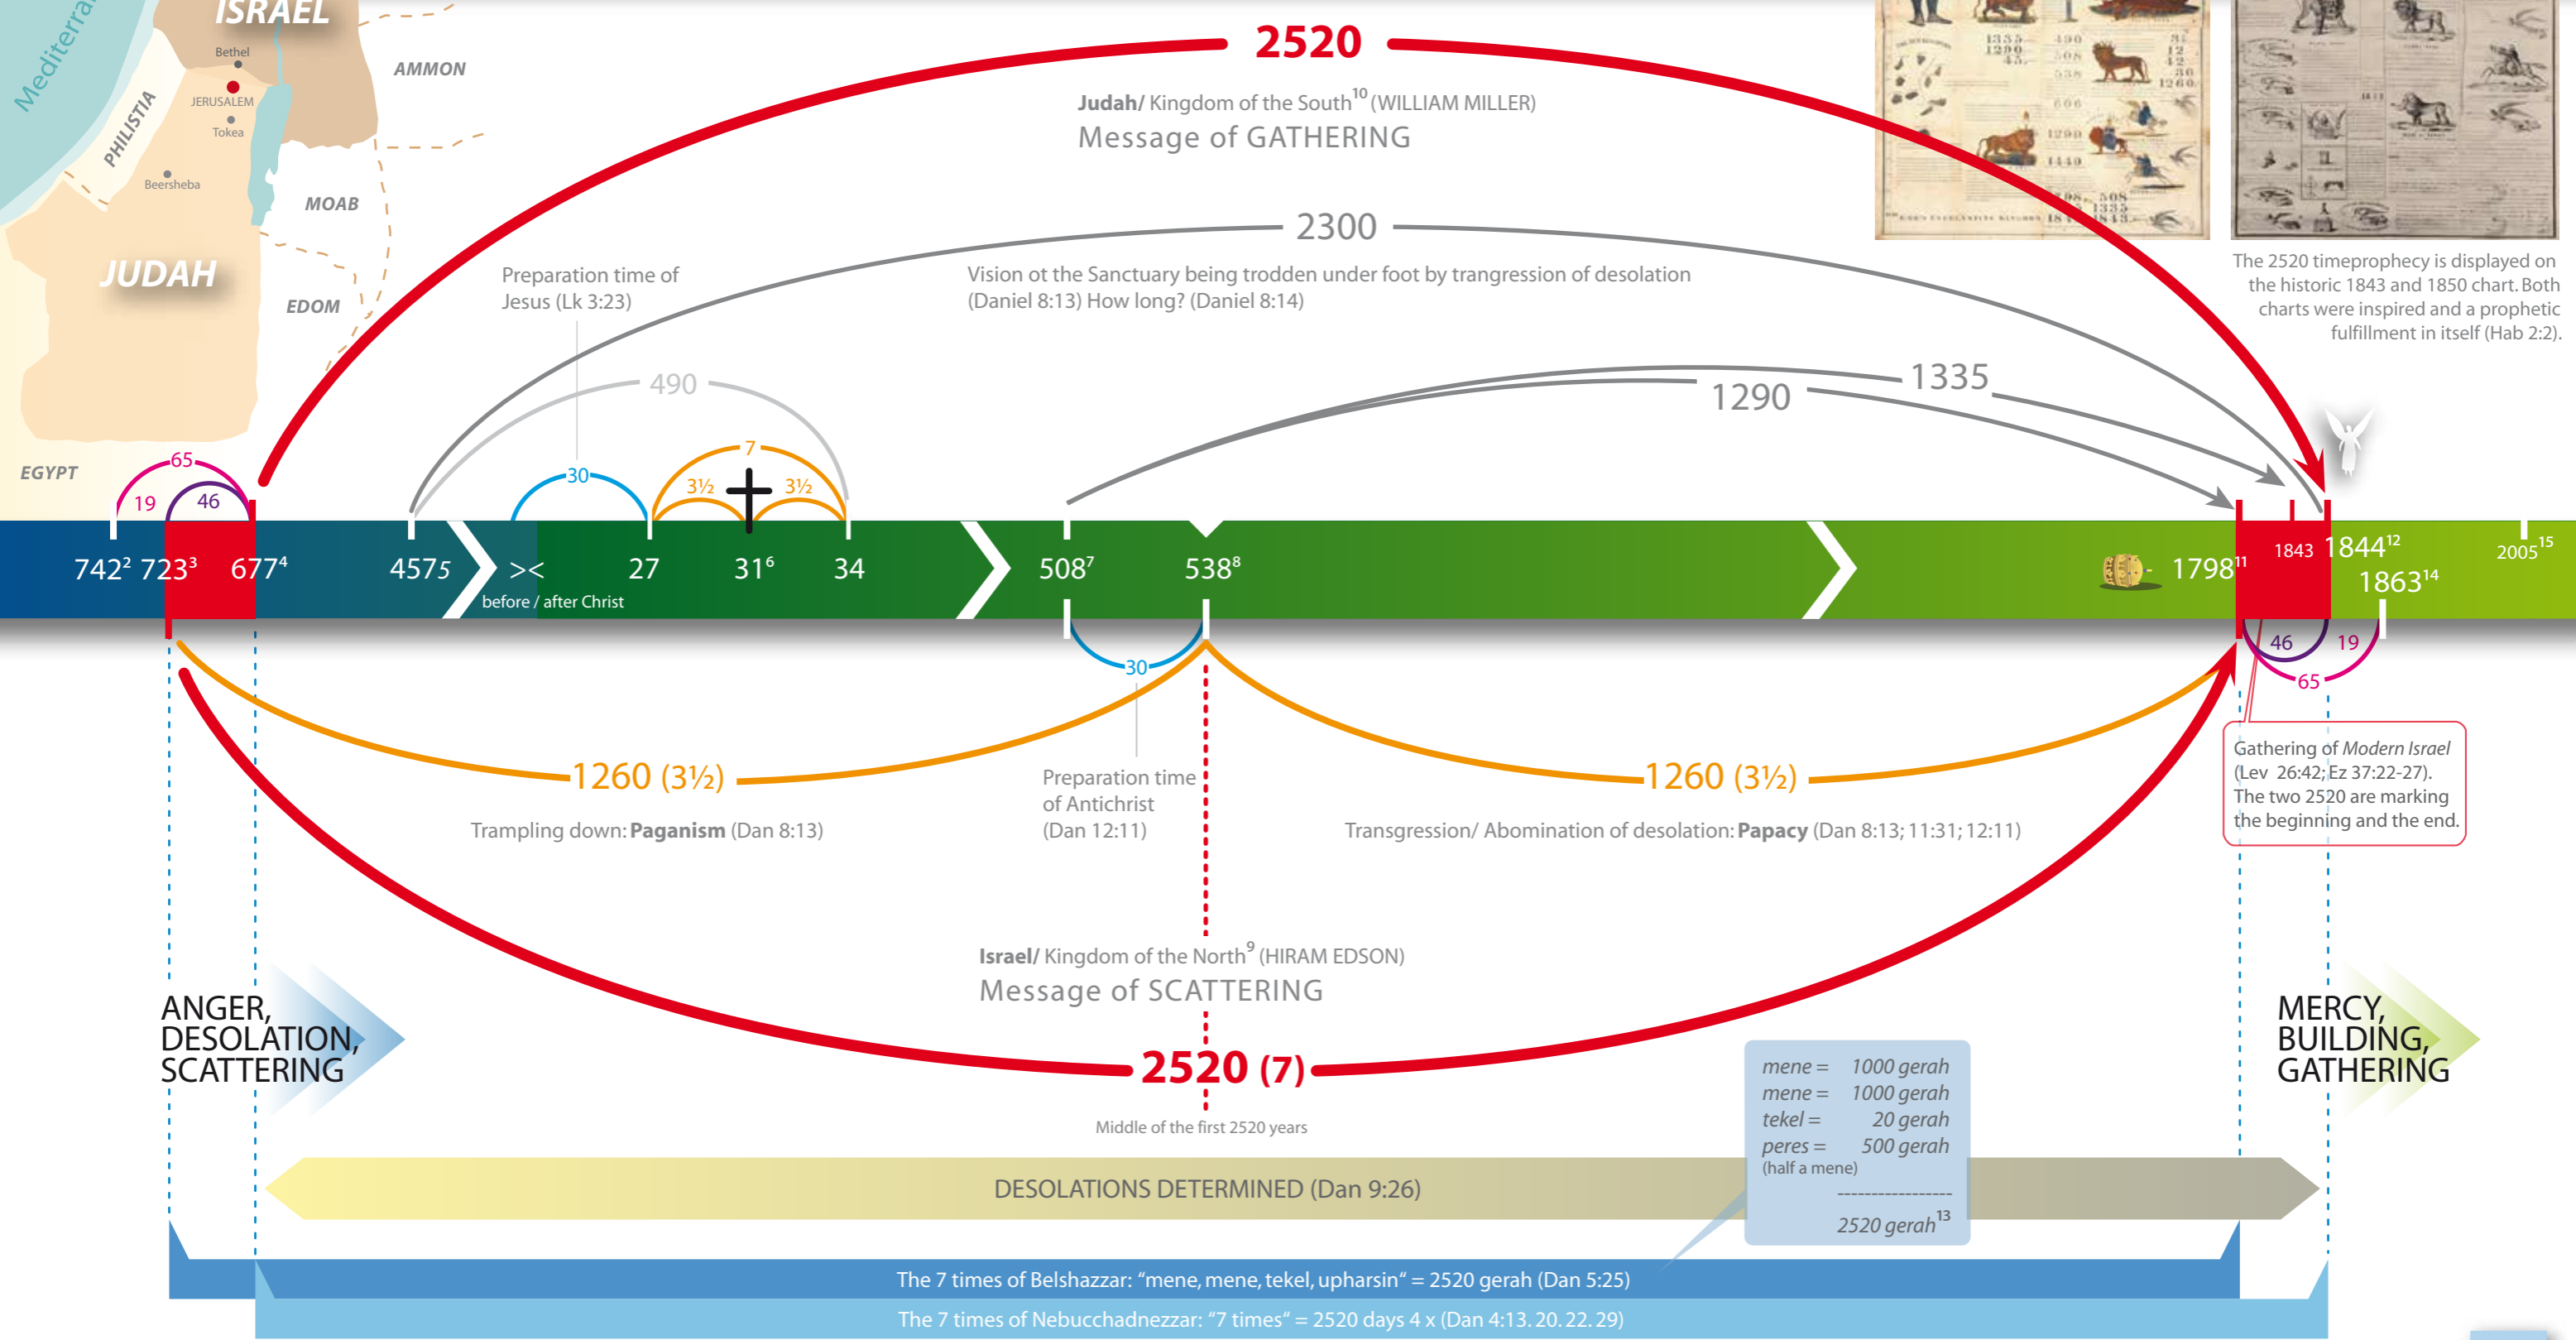 Mediterra
ISRAEL
Bethel
JERUSALEM
Tokea
PHILISTIA
Beersheba
AMMON
MOAB
JUDAH
EDOM
EGYPT
2520
Judah/ Kingdom of the South¹⁰ (WILLIAM MILLER)
Message of GATHERING
1335
1290
45
490
508
538
606
1290
1260
2300
Vision ot the Sanctuary being trodden under foot by trangression of desolation
(Daniel 8:13) How long? (Daniel 8:14)
Preparation time of
Jesus (Lk 3:23)
The 2520 timeprophecy is displayed on
the historic 1843 and 1850 chart. Both
charts were inspired and a prophetic
fulfillment in itself (Hab 2:2).
490
1335
1290
65
19
46
30
7
3½
3½
742² 723³ 677⁴
4575
><
before / after Christ
27
31⁶
34
508⁷
538⁸
1798¹¹
1843
1844¹²
1863¹⁴
2005¹⁵
30
46
19
65
1260 (3½)
Trampling down: Paganism (Dan 8:13)
Preparation time
of Antichrist
(Dan 12:11)
1260 (3½)
Transgression/ Abomination of desolation: Papacy (Dan 8:13; 11:31; 12:11)
Gathering of Modern Israel
(Lev 26:42; Ez 37:22-27).
The two 2520 are marking
the beginning and the end.
Israel/ Kingdom of the North⁹ (HIRAM EDSON)
Message of SCATTERING
ANGER,
DESOLATION,
SCATTERING
MERCY,
BUILDING,
GATHERING
2520 (7)
Middle of the first 2520 years
mene = 1000 gerah
mene = 1000 gerah
tekel = 20 gerah
peres = 500 gerah
(half a mene)
-----------------
2520 gerah¹³
DESOLATIONS DETERMINED (Dan 9:26)
The 7 times of Belshazzar: “mene, mene, tekel, upharsin“ = 2520 gerah (Dan 5:25)
The 7 times of Nebucchadnezzar: “7 times“ = 2520 days 4 x (Dan 4:13. 20. 22. 29)